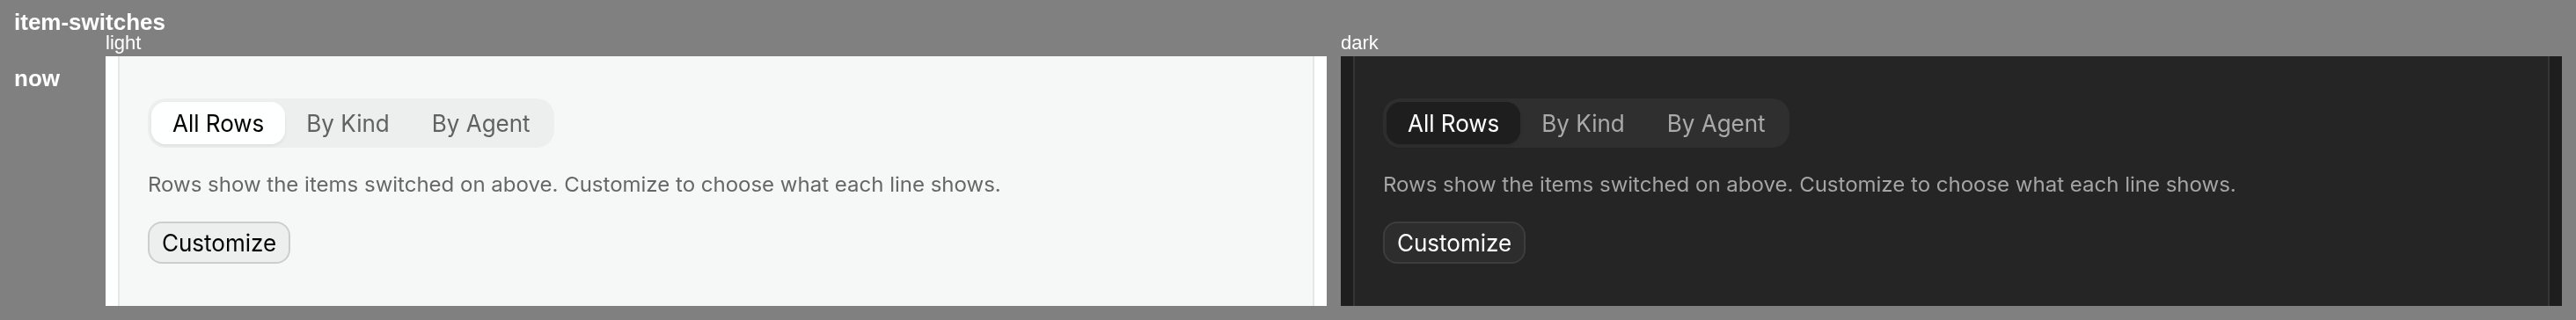 item-switches
light
dark
now
All Rows By Kind By Agent
Rows show the items switched on above. Customize to choose what each line shows.
Customize
All Rows By Kind By Agent
Rows show the items switched on above. Customize to choose what each line shows.
Customize